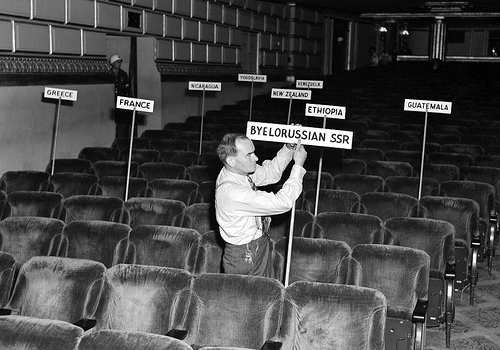 YUGOSLAVIA
NICARAGUA
VENEZUELA
GREECE
NEW ZEALAND
FRANCE
ETHIOPIA
GUATEMALA
BYELORUSSIAN SSR